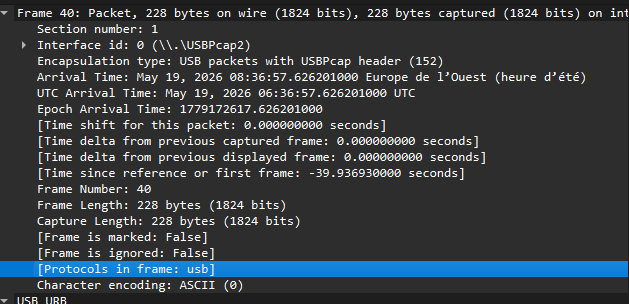 Frame 40: Packet, 228 bytes on wire (1824 bits), 228 bytes captured (1824 bits) on int
Section number: 1
Interface id: 0 (\\.\USBPcap2)
Encapsulation type: USB packets with USBPcap header (152)
Arrival Time: May 19, 2026 08:36:57.626201000 Europe de l’Ouest (heure d’été)
UTC Arrival Time: May 19, 2026 06:36:57.626201000 UTC
Epoch Arrival Time: 1779172617.626201000
[Time shift for this packet: 0.000000000 seconds]
[Time delta from previous captured frame: 0.000000000 seconds]
[Time delta from previous displayed frame: 0.000000000 seconds]
[Time since reference or first frame: -39.936930000 seconds]
Frame Number: 40
Frame Length: 228 bytes (1824 bits)
Capture Length: 228 bytes (1824 bits)
[Frame is marked: False]
[Frame is ignored: False]
[Protocols in frame: usb]
Character encoding: ASCII (0)
USB URB